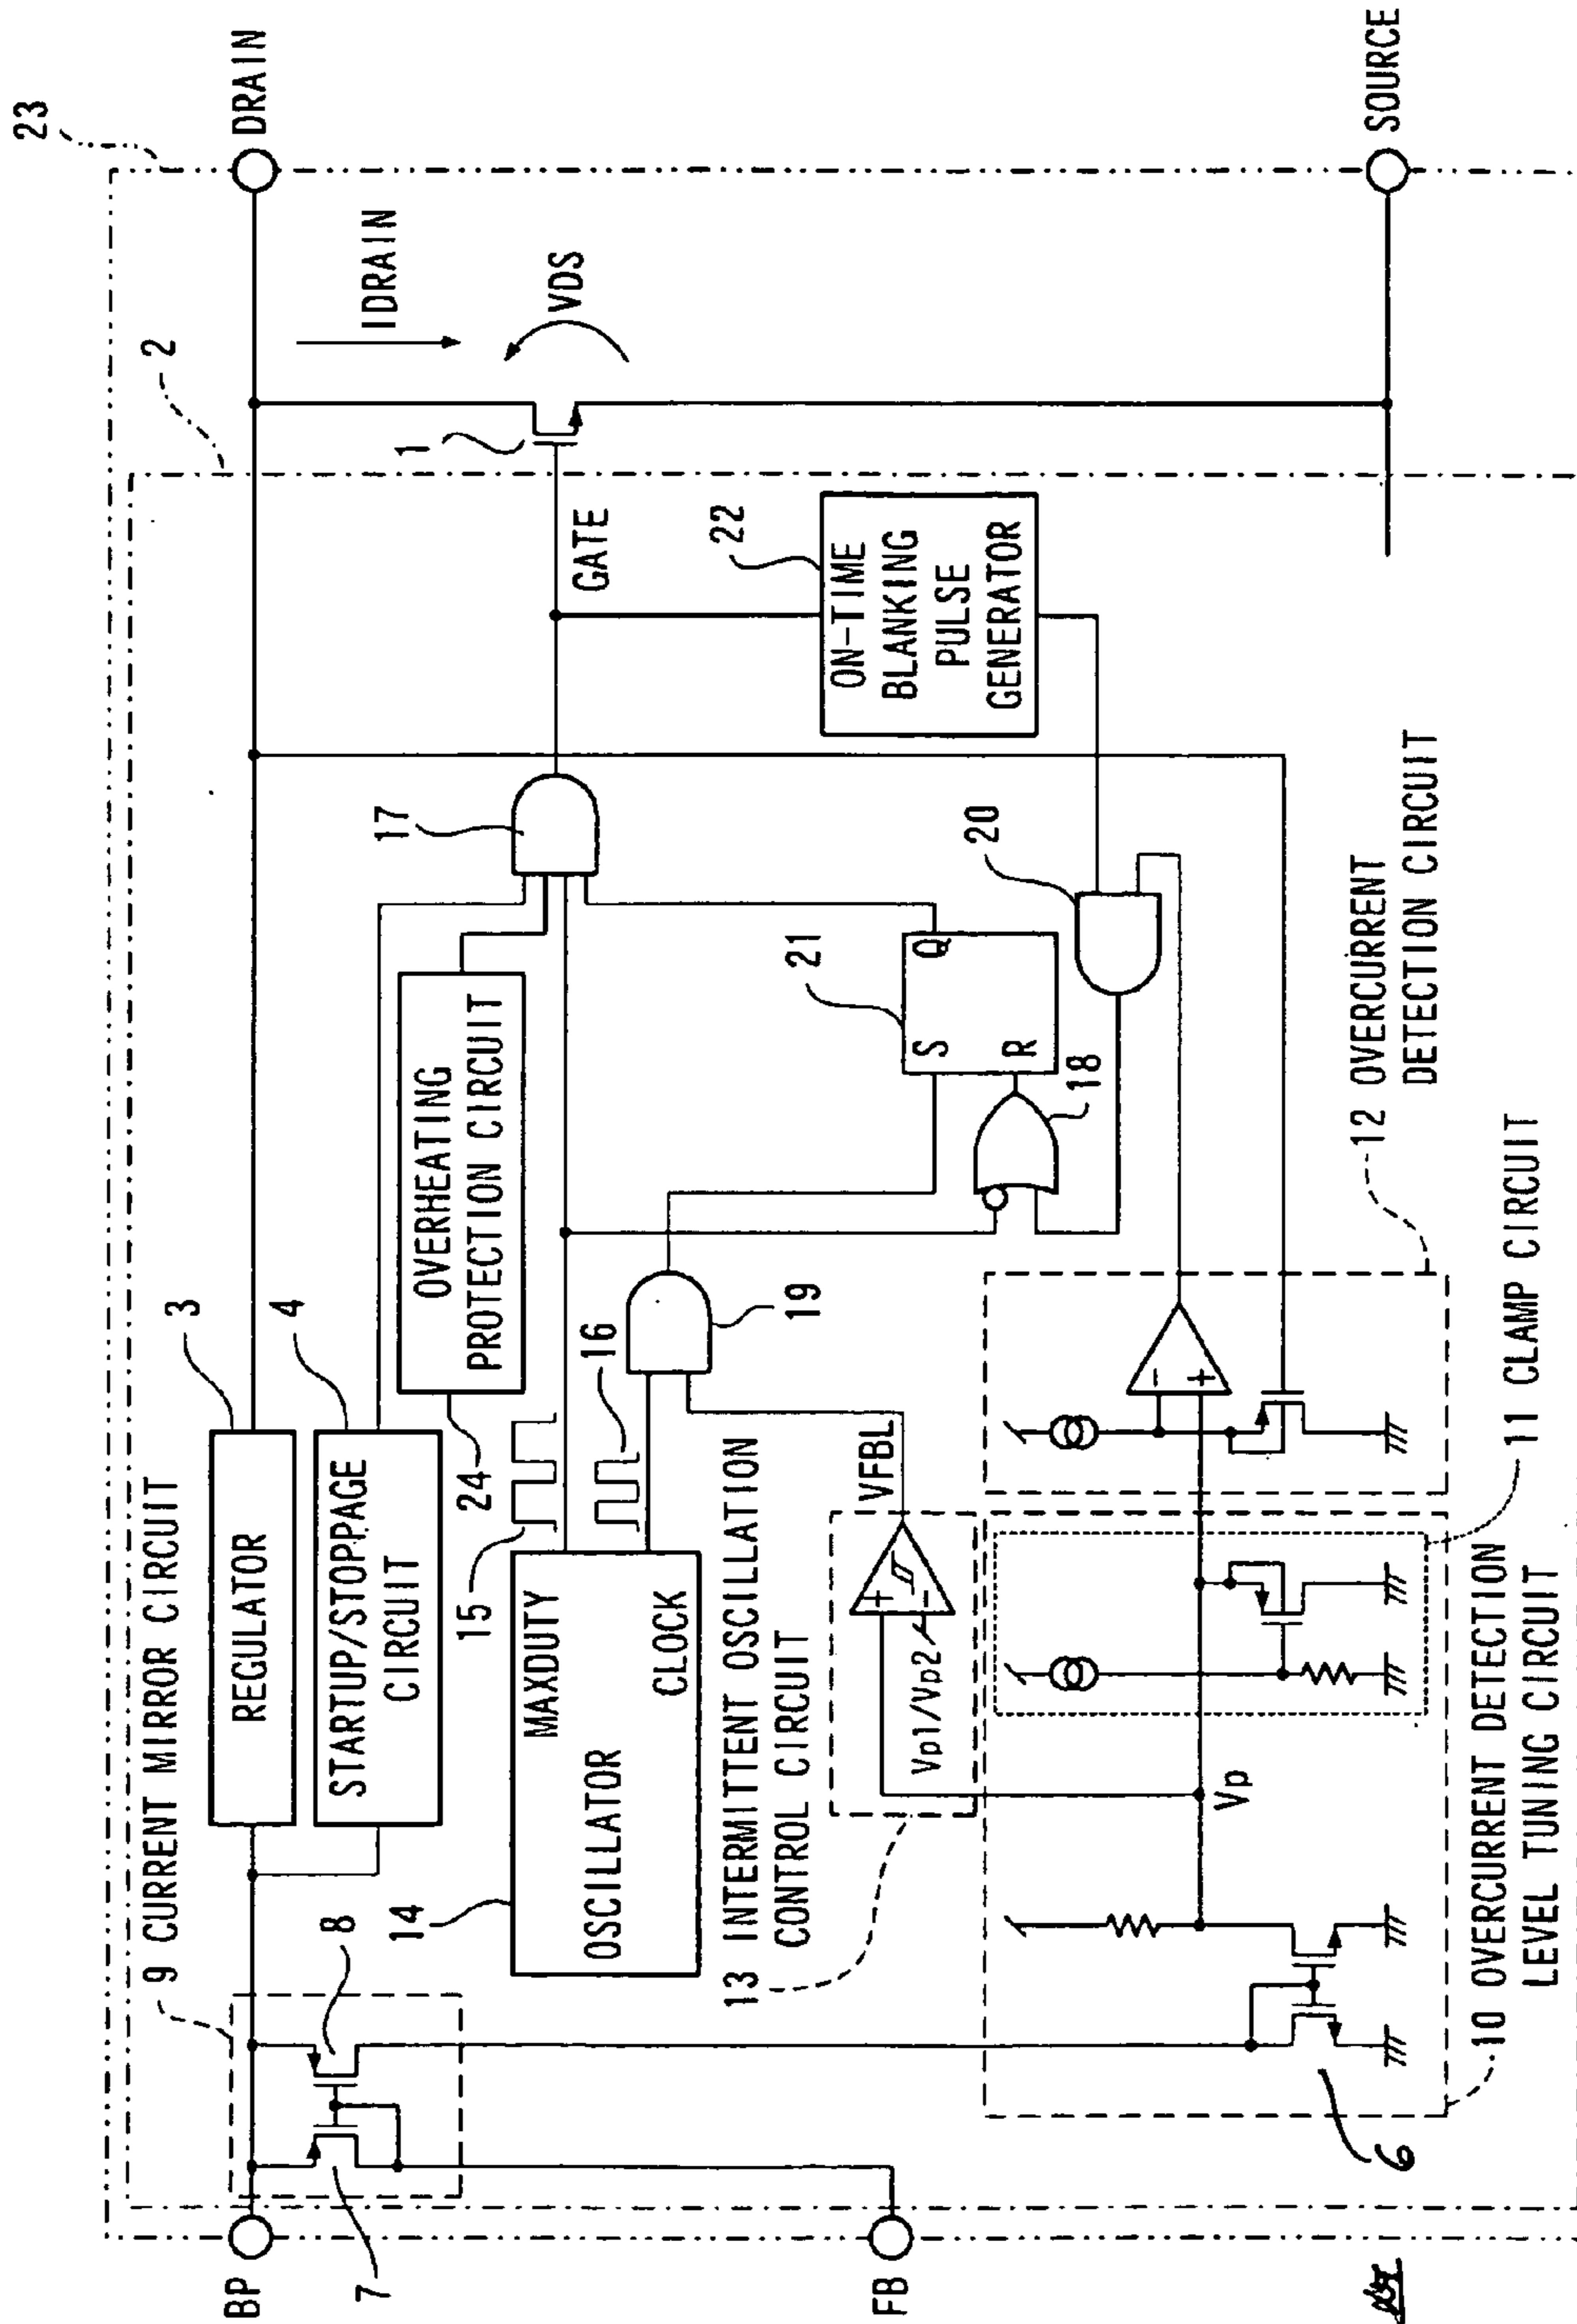 23
DRAIN
SOURCE
2
IDRAIN
VDS
1
GATE
22
ON-TIME
BLANKING
PULSE
GENERATOR
17
20
21
S
Q
R
18
12 OVERCURRENT
DETECTION CIRCUIT
OVERHEATING
PROTECTION CIRCUIT
24
19
16
15
3
4
REGULATOR
STARTUP/STOPPAGE
CIRCUIT
9 CURRENT MIRROR CIRCUIT
8
7
BP
14
MAXDUTY
OSCILLATOR
CLOCK
13 INTERMITTENT OSCILLATION
CONTROL CIRCUIT
VFBL
+
-
Vp1/Vp2
-
+
11 CLAMP CIRCUIT
Vp
10 OVERCURRENT DETECTION
LEVEL TUNING CIRCUIT
6
FB